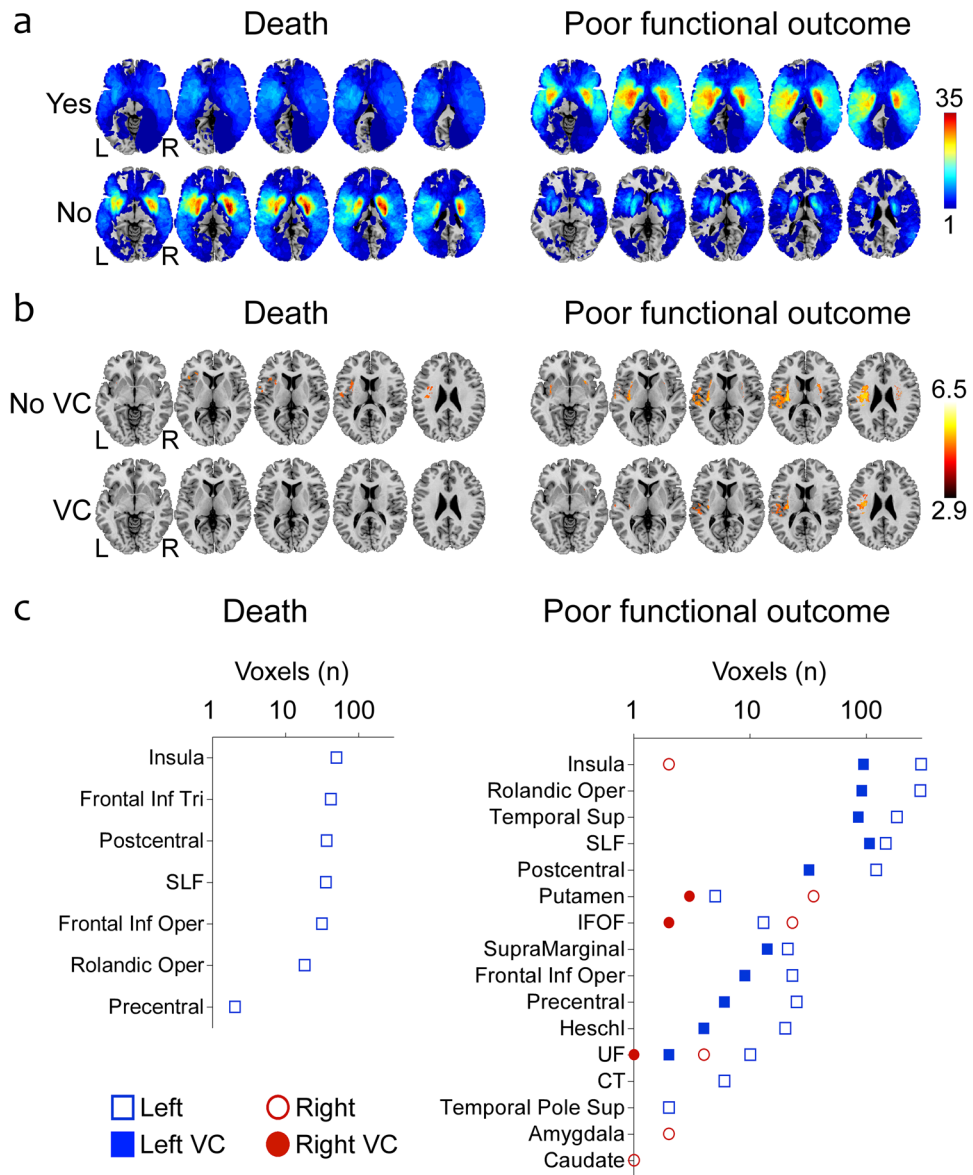 a
Death
Poor functional outcome
Yes
L R
No
L R
35
1
b
Death
Poor functional outcome
No VC
L R
VC
L R
6.5
2.9
c
Death
Poor functional outcome
Voxels (n)
1 10 100
Insula
Frontal Inf Tri
Postcentral
SLF
Frontal Inf Oper
Rolandic Oper
Precentral
Voxels (n)
1 10 100
Insula
Rolandic Oper
Temporal Sup
SLF
Postcentral
Putamen
IFOF
SupraMarginal
Frontal Inf Oper
Precentral
Heschl
UF
CT
Temporal Pole Sup
Amygdala
Caudate
Left
Right
Left VC
Right VC